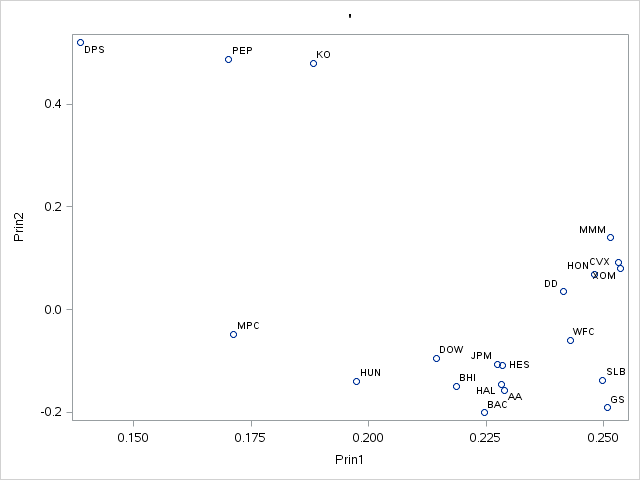 '
DPS
PEP
KO
0.4
0.2
Prin2
MMM
CVX
HON
XOM
DD
0.0
MPC
WFC
DOW
JPM
HES
HUN
BHI
SLB
HAL
AA
GS
BAC
-0.2
0.150 0.175 0.200 0.225 0.250
Prin1